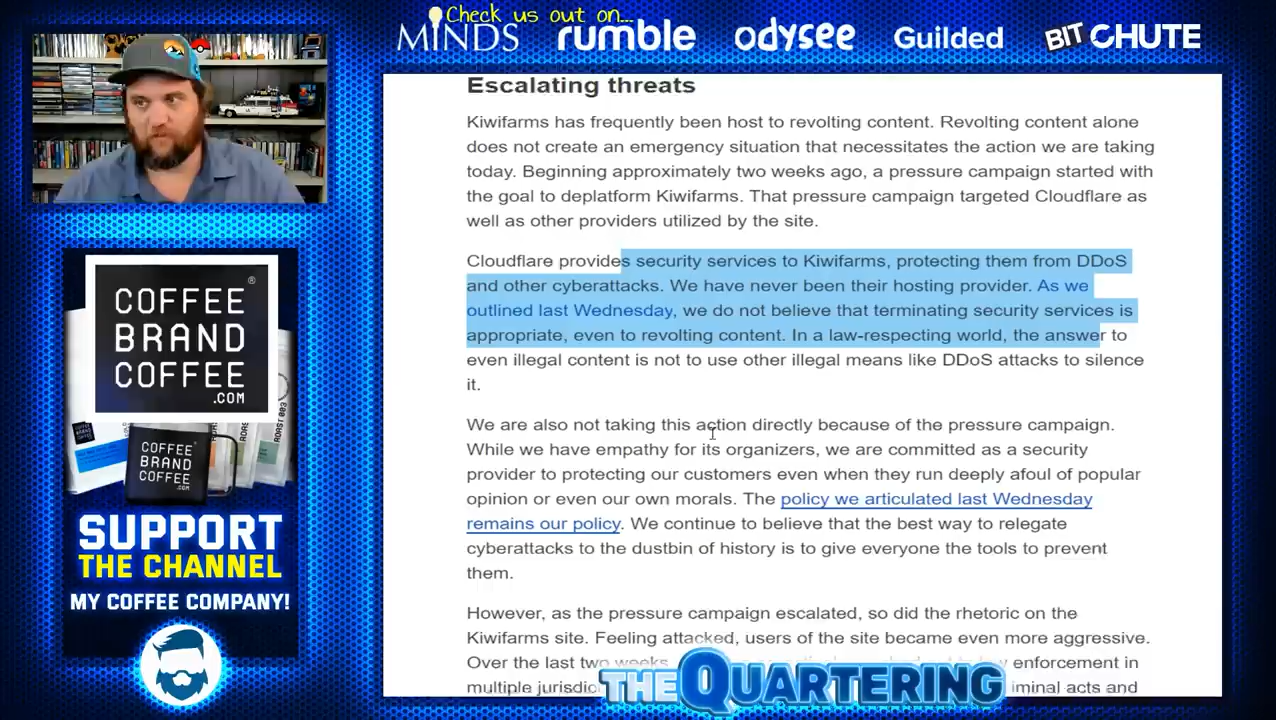 Check us out on...
MINDS rumble odysee Guilded BITCHUTE
Escalating threats
Kiwifarms has frequently been host to revolting content. Revolting content alone
does not create an emergency situation that necessitates the action we are taking
today. Beginning approximately two weeks ago, a pressure campaign started with
the goal to deplatform Kiwifarms. That pressure campaign targeted Cloudflare as
well as other providers utilized by the site.
Cloudflare provides security services to Kiwifarms, protecting them from DDoS
and other cyberattacks. We have never been their hosting provider. As we
outlined last Wednesday, we do not believe that terminating security services is
appropriate, even to revolting content. In a law-respecting world, the answer to
even illegal content is not to use other illegal means like DDoS attacks to silence
it.
We are also not taking this action directly because of the pressure campaign.
While we have empathy for its organizers, we are committed as a security
provider to protecting our customers even when they run deeply afoul of popular
opinion or even our own morals. The policy we articulated last Wednesday
remains our policy. We continue to believe that the best way to relegate
cyberattacks to the dustbin of history is to give everyone the tools to prevent
them.
However, as the pressure campaign escalated, so did the rhetoric on the
Kiwifarms site. Feeling attacked, users of the site became even more aggressive.
Over the last two weeks, enforcement in
multiple acts and
COFFEE
BRAND
COFFEE
.COM
®
COFFEE
BRAND
COFFEE
.COM
SUPPORT
THE CHANNEL
MY COFFEE COMPANY!
THEQUARTERING